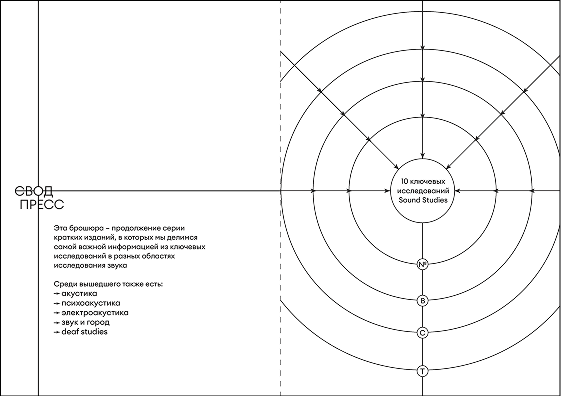 СВОД
ПРЕСС
Эта брошюра – продолжение серии
кратких изданий, в которых мы делимся
самой важной информацией из ключевых
исследований в разных областях
исследования звука
Среди вышедшего также есть:
→ акустика
→ психоакустика
→ электроакустика
→ звук и город
→ deaf studies
10 ключевых
исследований
Sound Studies
№
В
С
Т